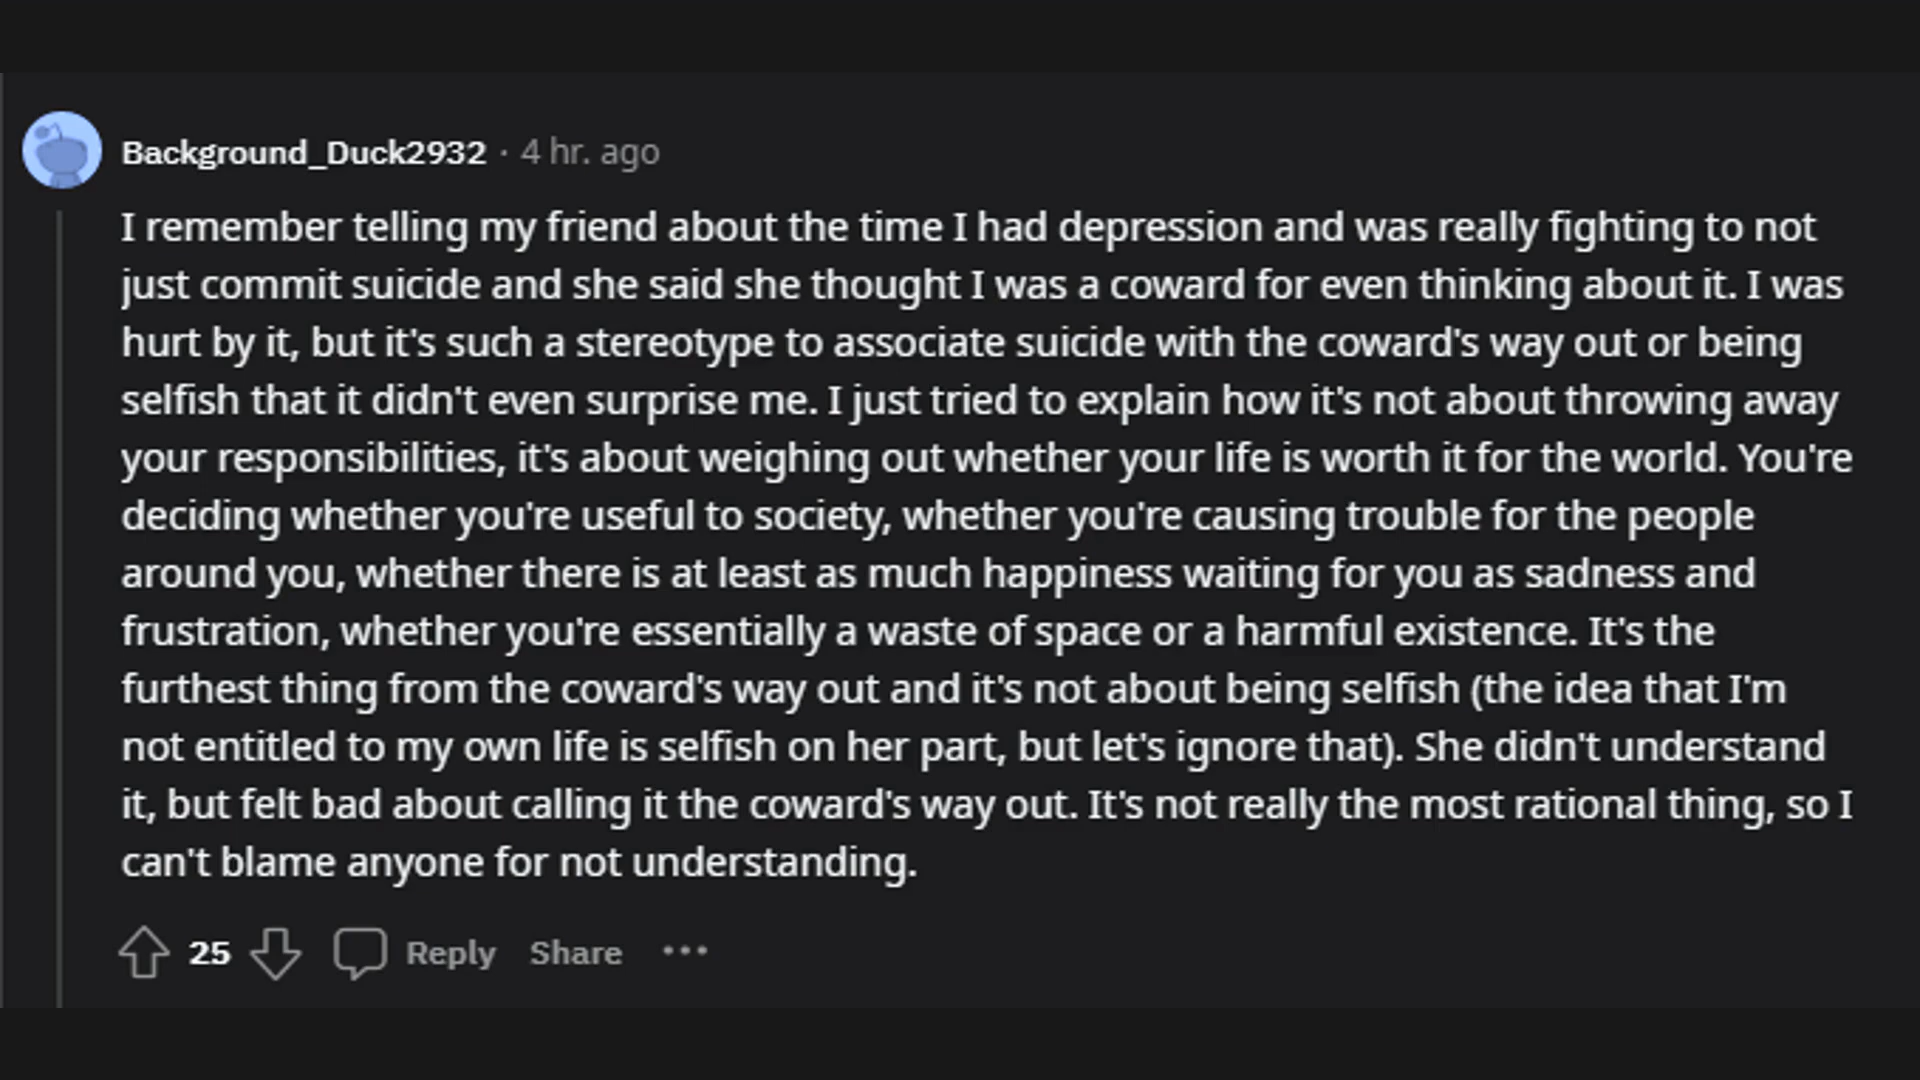 Background_Duck2932 · 4 hr. ago
I remember telling my friend about the time I had depression and was really fighting to not
just commit suicide and she said she thought I was a coward for even thinking about it. I was
hurt by it, but it's such a stereotype to associate suicide with the coward's way out or being
selfish that it didn't even surprise me. I just tried to explain how it's not about throwing away
your responsibilities, it's about weighing out whether your life is worth it for the world. You're
deciding whether you're useful to society, whether you're causing trouble for the people
around you, whether there is at least as much happiness waiting for you as sadness and
frustration, whether you're essentially a waste of space or a harmful existence. It's the
furthest thing from the coward's way out and it's not about being selfish (the idea that I'm
not entitled to my own life is selfish on her part, but let's ignore that). She didn't understand
it, but felt bad about calling it the coward's way out. It's not really the most rational thing, so I
can't blame anyone for not understanding.
25 Reply Share ...